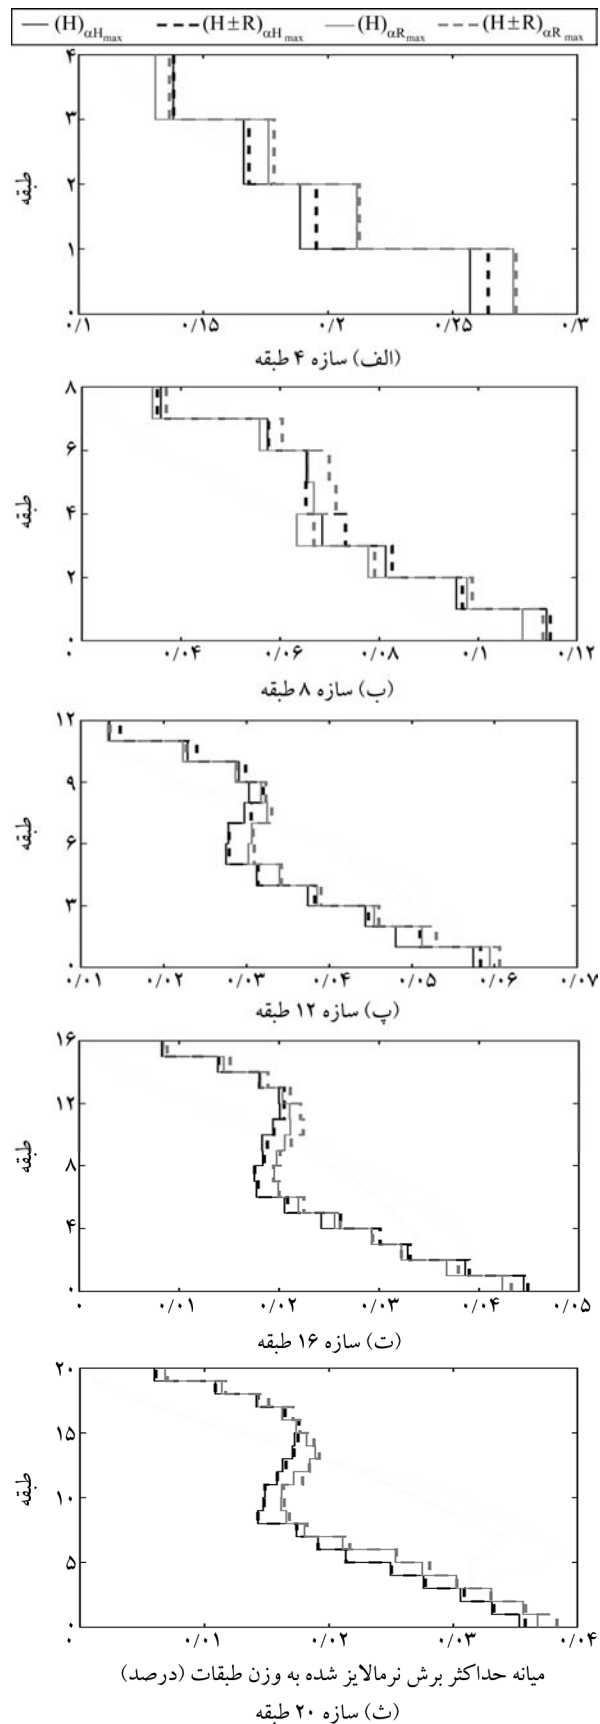 (H)αHmax (H±R)αHmax (H)αRmax (H±R)αRmax
۴
۳
۲
۱
۰
طبقه
۰/۱ ۰/۱۵ ۰/۲ ۰/۲۵ ۰/۳
(الف) سازه ۴ طبقه
۸
۶
۴
۲
۰
طبقه
۰/۰۴ ۰/۰۶ ۰/۰۸ ۰/۱ ۰/۱۲
(ب) سازه ۸ طبقه
۱۲
۹
۶
۳
۰
طبقه
۰/۰۱ ۰/۰۲ ۰/۰۳ ۰/۰۴ ۰/۰۵ ۰/۰۶ ۰/۰۷
(پ) سازه ۱۲ طبقه
۱۶
۱۲
۸
۴
۰
طبقه
۰ ۰/۰۱ ۰/۰۲ ۰/۰۳ ۰/۰۴ ۰/۰۵
(ت) سازه ۱۶ طبقه
۲۰
۱۵
۱۰
۵
۰
طبقه
۰ ۰/۰۱ ۰/۰۲ ۰/۰۳ ۰/۰۴
میانه حداکثر برش نرمالایز شده به وزن طبقات (درصد)
(ث) سازه ۲۰ طبقه